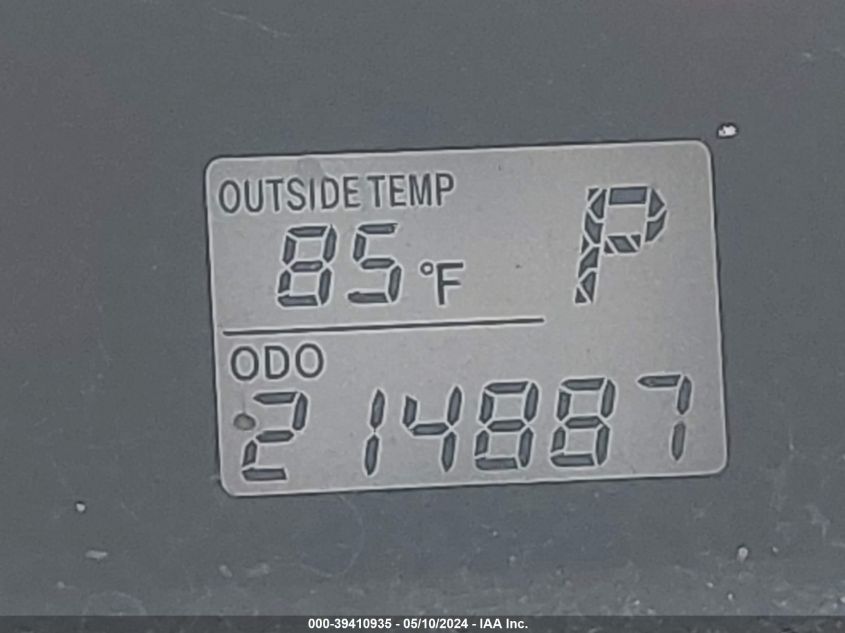 OUTSIDE TEMP
85°F P
ODO
214887
000-39410935 - 05/10/2024 - IAA Inc.